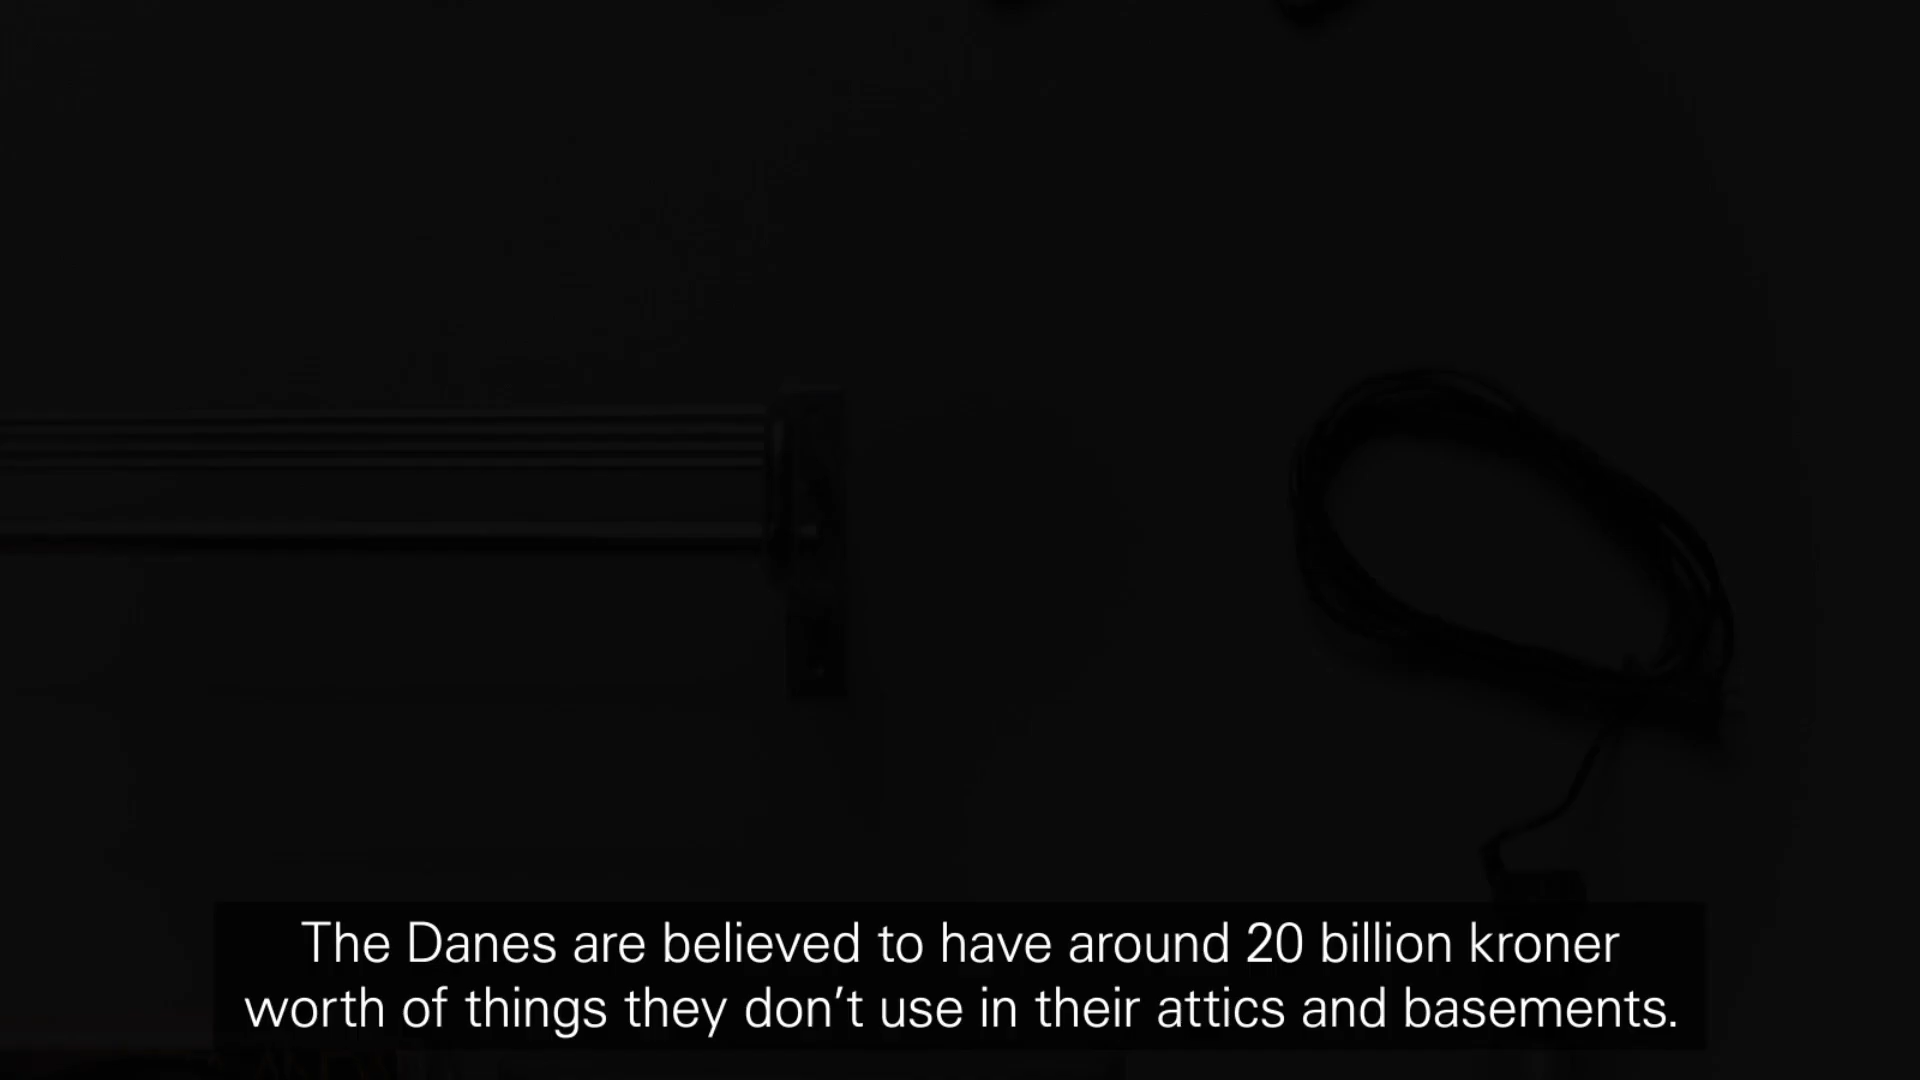 The Danes are believed to have around 20 billion kroner
worth of things they don’t use in their attics and basements.